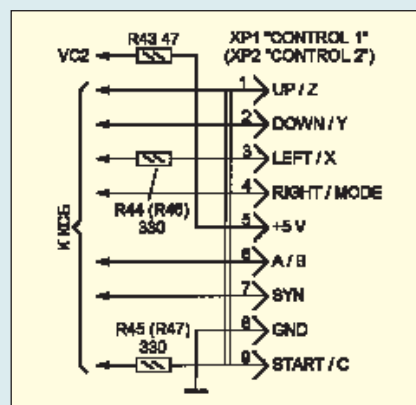 R43 47
XP1 "CONTROL 1"
(XP2 "CONTROL 2")
VC2
1 UP / Z
2 DOWN / Y
3 LEFT / X
4 RIGHT / MODE
R44 (R46)
330
5 +5 V
6 A / B
7 SYN
8 GND
R45 (R47)
330
9 START / C